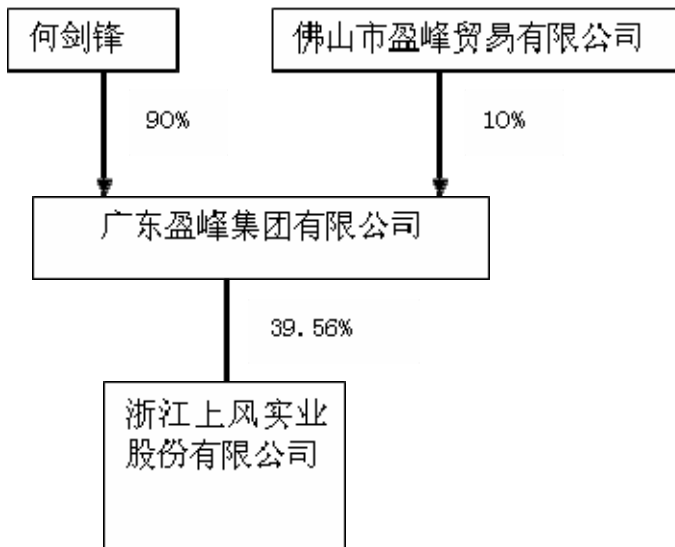 何剑锋
佛山市盈峰贸易有限公司
90%
10%
广东盈峰集团有限公司
39.56%
浙江上风实业
股份有限公司